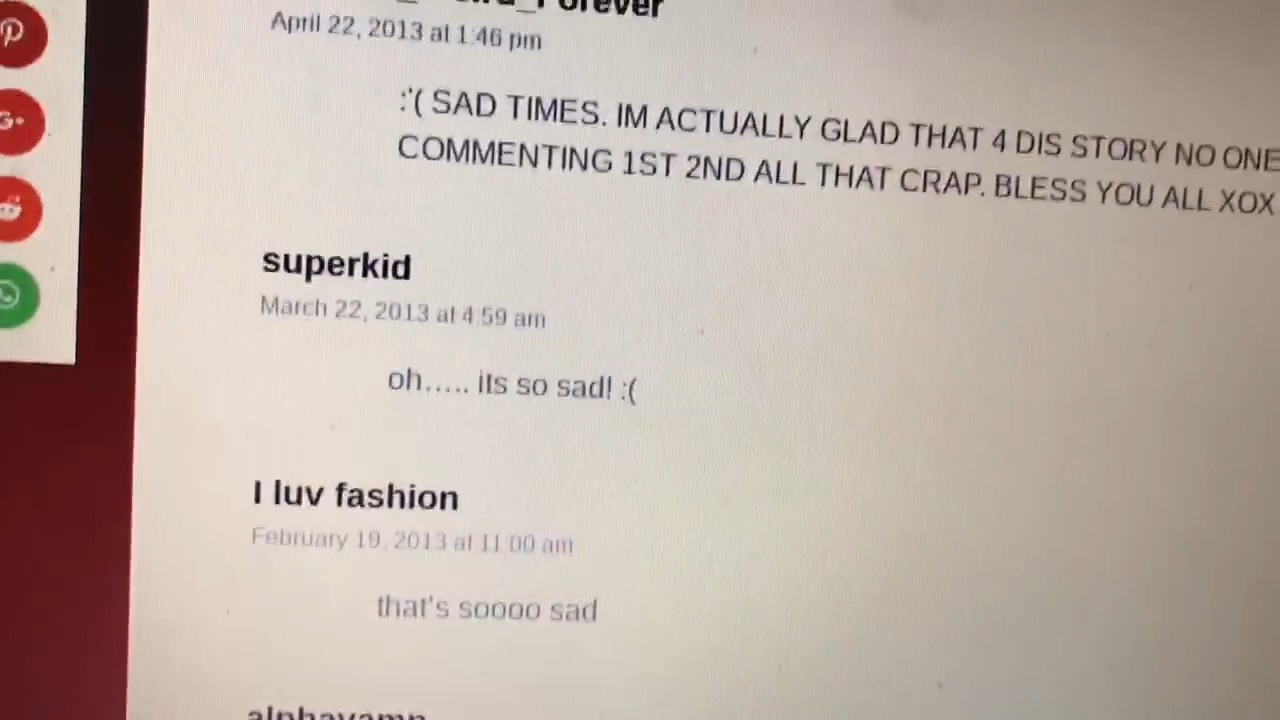 Forever
April 22, 2013 at 1:46 pm
:'( SAD TIMES. IM ACTUALLY GLAD THAT 4 DIS STORY NO ONE
COMMENTING 1ST 2ND ALL THAT CRAP. BLESS YOU ALL XOX
superkid
March 22, 2013 at 4:59 am
oh..... its so sad! :(
I luv fashion
February 19, 2013 at 11:00 am
that's soooo sad
alphavamp